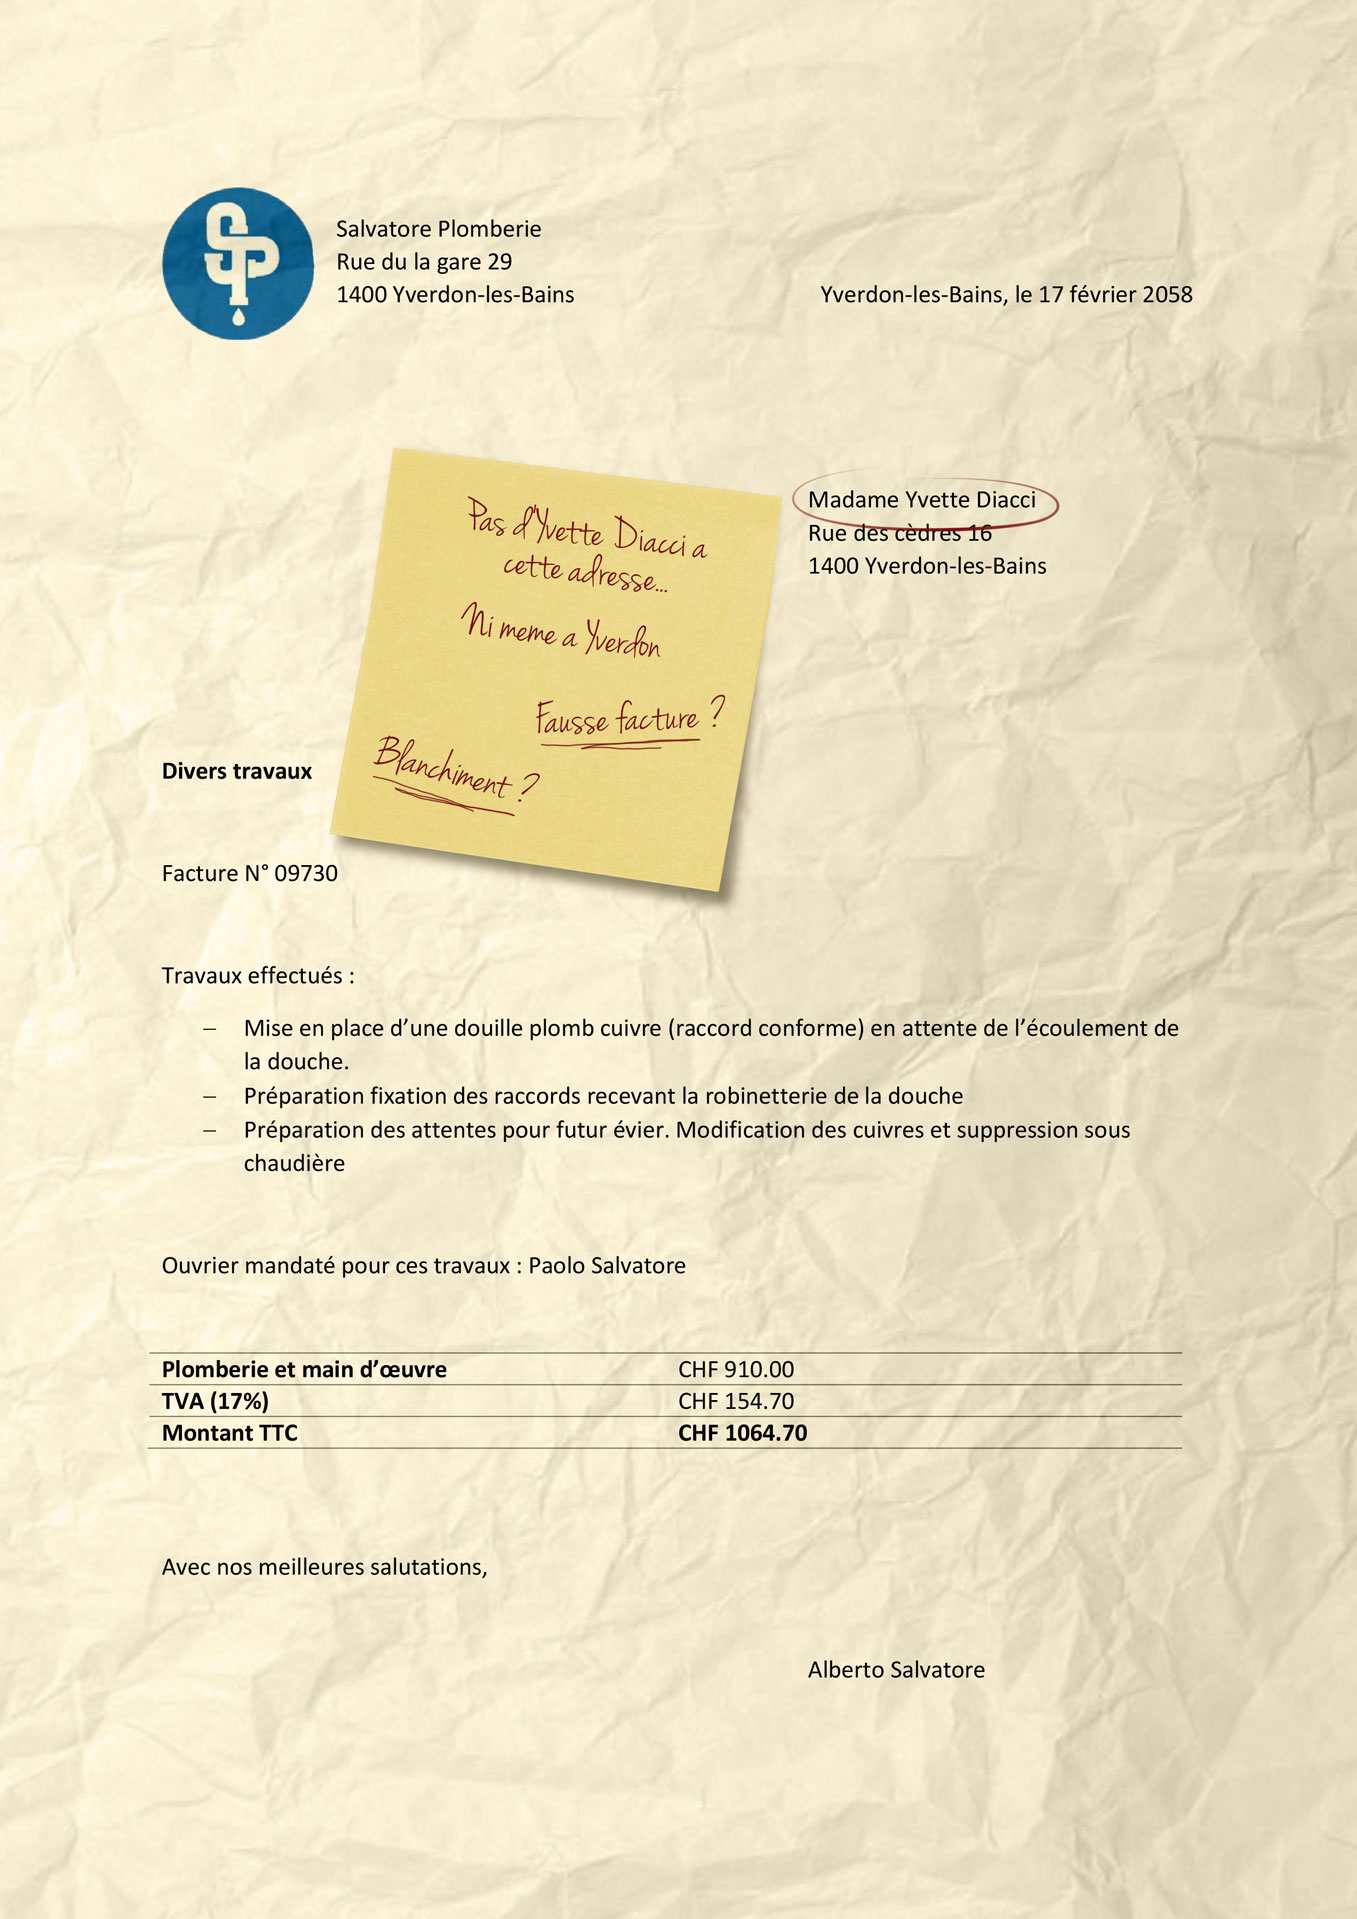 SP
Salvatore Plomberie
Rue du la gare 29
1400 Yverdon-les-Bains
Yverdon-les-Bains, le 17 février 2058
Madame Yvette Diacci
Rue des cèdres 16
1400 Yverdon-les-Bains
Pas d'Yvette Diacci a
cette adresse...
Ni meme a Yverdon
Fausse facture ?
Blanchiment ?
Divers travaux
Facture N° 09730
Travaux effectués :
– Mise en place d’une douille plomb cuivre (raccord conforme) en attente de l’écoulement de
la douche.
– Préparation fixation des raccords recevant la robinetterie de la douche
– Préparation des attentes pour futur évier. Modification des cuivres et suppression sous
chaudière
Ouvrier mandaté pour ces travaux : Paolo Salvatore
Plomberie et main d’œuvre CHF 910.00
TVA (17%) CHF 154.70
Montant TTC CHF 1064.70
Avec nos meilleures salutations,
Alberto Salvatore